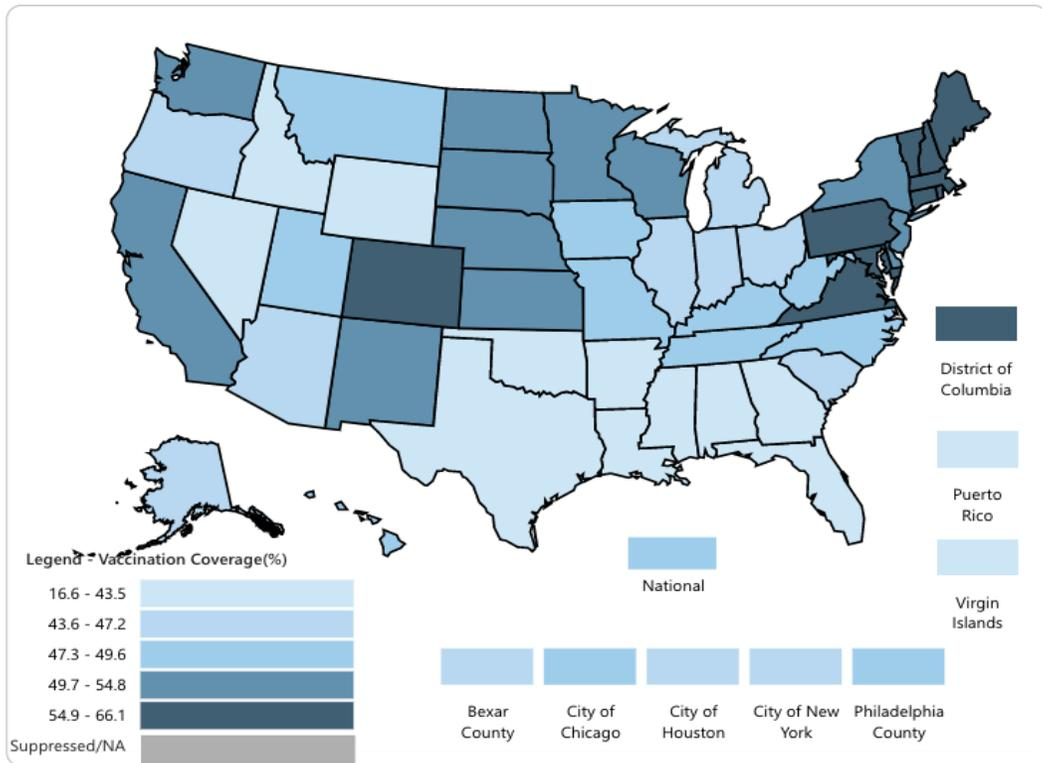 District of
Columbia
Puerto
Rico
National
Virgin
Islands
Legend - Vaccination Coverage(%)
16.6 - 43.5
43.6 - 47.2
47.3 - 49.6
49.7 - 54.8
54.9 - 66.1
Suppressed/NA
Bexar
County
City of
Chicago
City of
Houston
City of New
York
Philadelphia
County